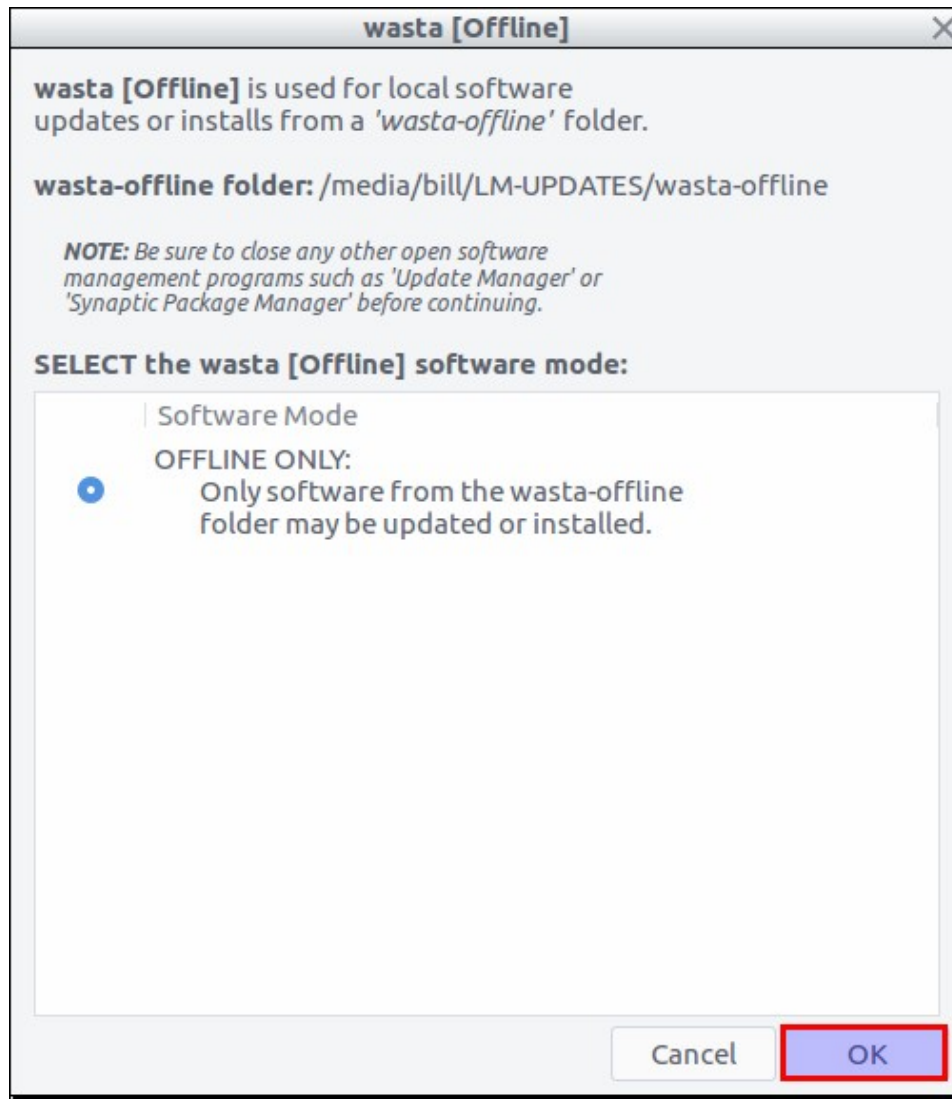 wasta [Offline]
wasta [Offline] is used for local software
updates or installs from a 'wasta-offline' folder.
wasta-offline folder: /media/bill/LM-UPDATES/wasta-offline
NOTE: Be sure to close any other open software
management programs such as 'Update Manager' or
'Synaptic Package Manager' before continuing.
SELECT the wasta [Offline] software mode:
Software Mode
OFFLINE ONLY:
Only software from the wasta-offline
folder may be updated or installed.
Cancel OK